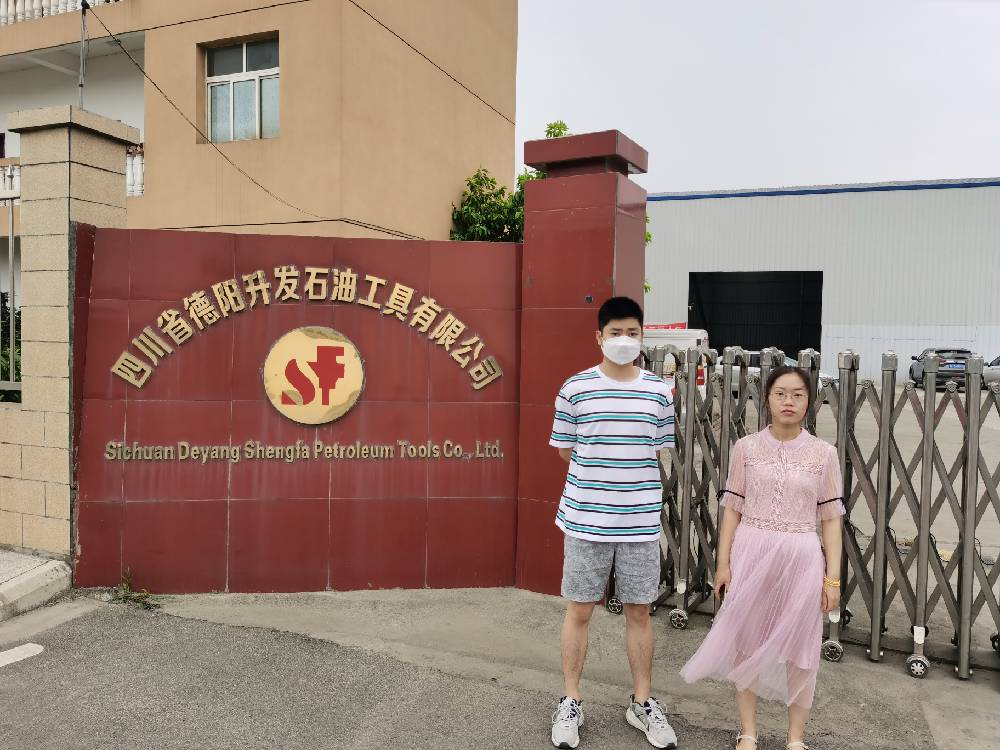 四川省德阳升发石油工具有限公司
SF
Sichuan Deyang Shengfa Petroleum Tools Co., Ltd.